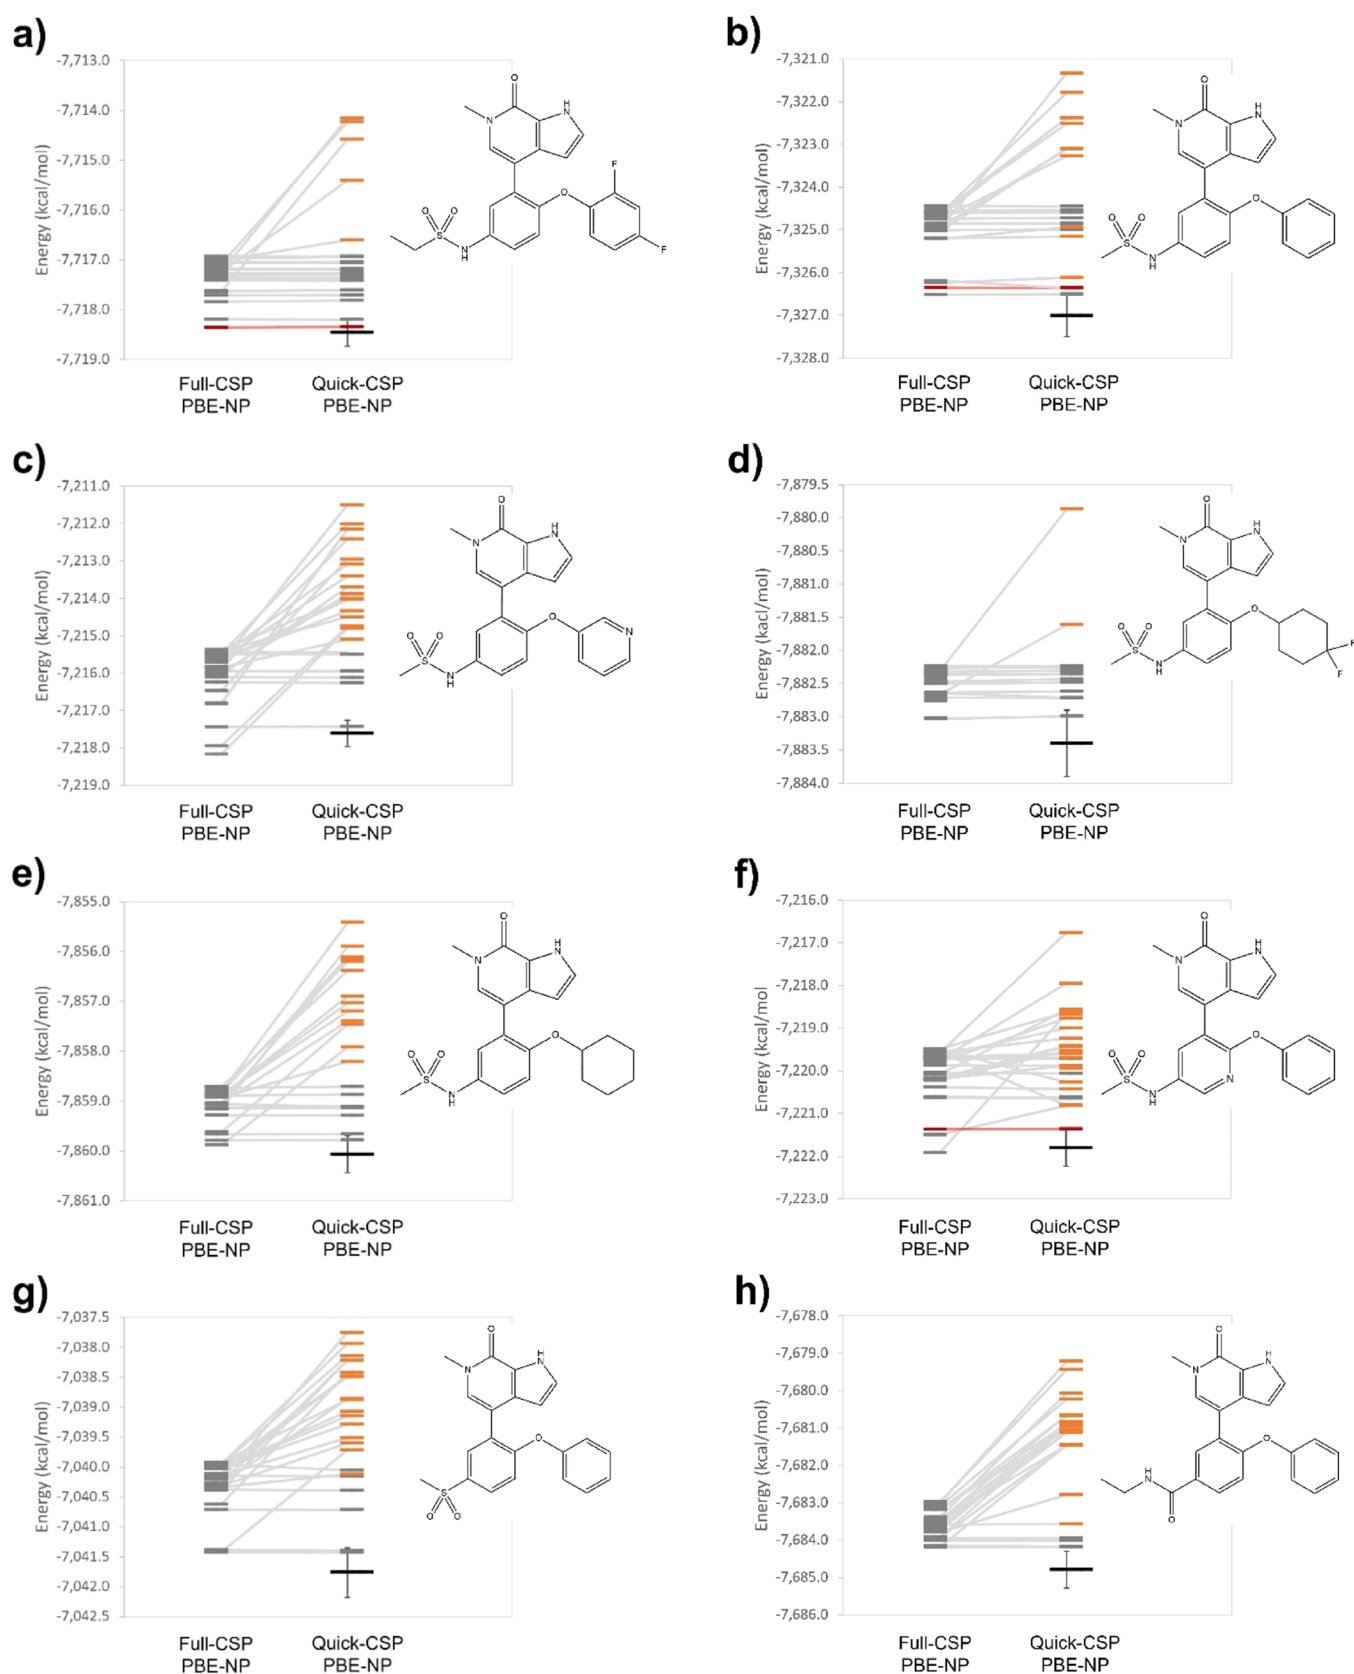 a)
-7,713.0
-7,714.0
-7,715.0
-7,716.0
-7,717.0
-7,718.0
-7,719.0
Energy (kcal/mol)
Full-CSP
PBE-NP
Quick-CSP
PBE-NP
O
N
H
N
F
O
O
O
S
N
H
F
b)
-7,321.0
-7,322.0
-7,323.0
-7,324.0
-7,325.0
-7,326.0
-7,327.0
-7,328.0
Energy (kcal/mol)
Full-CSP
PBE-NP
Quick-CSP
PBE-NP
O
N
H
N
O
O
O
S
N
H
c)
-7,211.0
-7,212.0
-7,213.0
-7,214.0
-7,215.0
-7,216.0
-7,217.0
-7,218.0
-7,219.0
Energy (kcal/mol)
Full-CSP
PBE-NP
Quick-CSP
PBE-NP
O
N
H
N
O
O
O
N
S
N
H
d)
-7,879.5
-7,880.0
-7,880.5
-7,881.0
-7,881.5
-7,882.0
-7,882.5
-7,883.0
-7,883.5
-7,884.0
Energy (kacl/mol)
Full-CSP
PBE-NP
Quick-CSP
PBE-NP
O
N
H
N
O
O
O
S
N
H
F
F
e)
-7,855.0
-7,856.0
-7,857.0
-7,858.0
-7,859.0
-7,860.0
-7,861.0
Energy (kcal/mol)
Full-CSP
PBE-NP
Quick-CSP
PBE-NP
O
N
H
N
O
O
O
S
N
H
f)
-7,216.0
-7,217.0
-7,218.0
-7,219.0
-7,220.0
-7,221.0
-7,222.0
-7,223.0
Energy (kcal/mol
Full-CSP
PBE-NP
Quick-CSP
PBE-NP
O
N
H
N
O
O
O
S
N
H
N
g)
-7,037.5
-7,038.0
-7,038.5
-7,039.0
-7,039.5
-7,040.0
-7,040.5
-7,041.0
-7,041.5
-7,042.0
-7,042.5
Energy (kcal/mol)
Full-CSP
PBE-NP
Quick-CSP
PBE-NP
O
N
H
N
O
S
O
O
h)
-7,678.0
-7,679.0
-7,680.0
-7,681.0
-7,682.0
-7,683.0
-7,684.0
-7,685.0
-7,686.0
Energy (kcal/mol)
Full-CSP
PBE-NP
Quick-CSP
PBE-NP
O
N
H
N
O
H
N
O